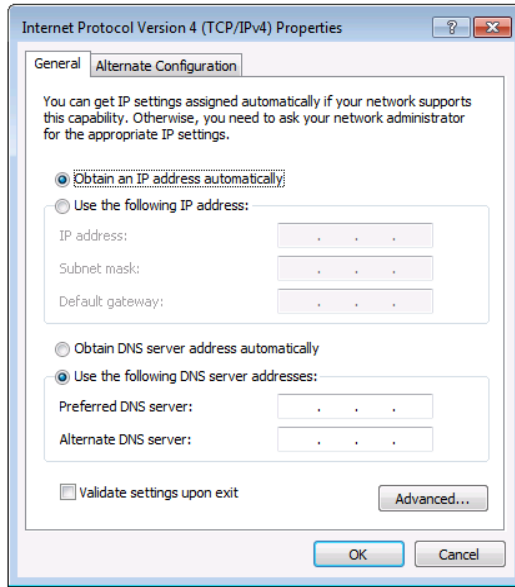 Internet Protocol Version 4 (TCP/IPv4) Properties
General
Alternate Configuration
You can get IP settings assigned automatically if your network supports
this capability. Otherwise, you need to ask your network administrator
for the appropriate IP settings.
Obtain an IP address automatically
Use the following IP address:
IP address:
Subnet mask:
Default gateway:
Obtain DNS server address automatically
Use the following DNS server addresses:
Preferred DNS server:
Alternate DNS server:
Validate settings upon exit
Advanced...
OK
Cancel